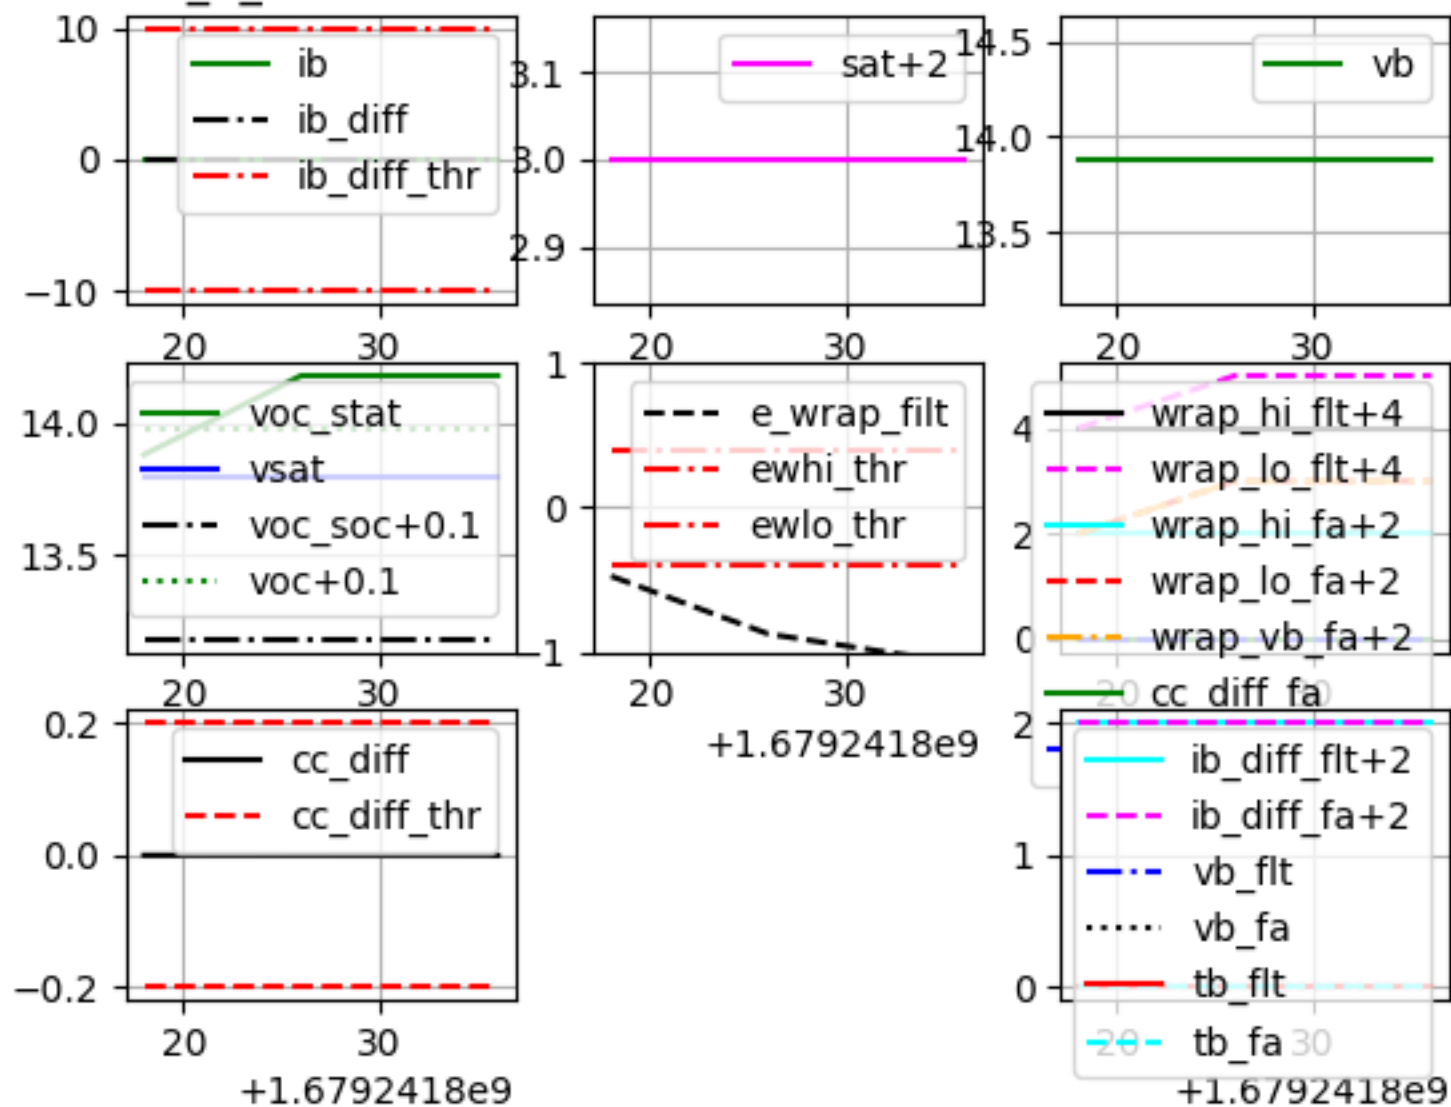 10
0
−10
20
30
ib
ib_diff
ib_diff_thr
3.1
3.0
2.9
20
30
sat+2
14.5
14.0
13.5
20
30
vb
14.0
13.5
20
30
voc_stat
vsat
voc_soc+0.1
voc+0.1
1
0
−1
20
30
+1.6792418e9
e_wrap_filt
ewhi_thr
ewlo_thr
4
2
0
20
wrap_hi_flt+4
wrap_lo_flt+4
wrap_hi_fa+2
wrap_lo_fa+2
wrap_vb_fa+2
cc_diff_fa
0.2
0.0
−0.2
20
30
+1.6792418e9
cc_diff
cc_diff_thr
2
1
0
20
30
+1.6792418e9
ib_diff_flt+2
ib_diff_fa+2
vb_flt
vb_fa
tb_flt
tb_fa